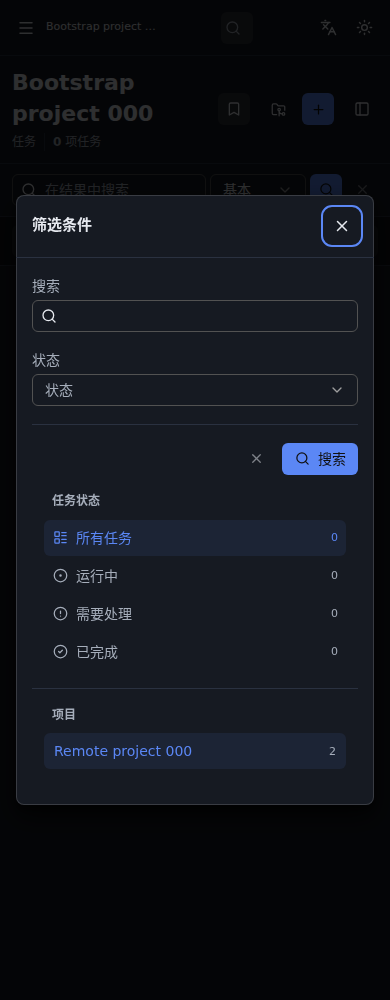 Bootstrap project ...
Bootstrap
project 000
任务 0 项任务
在结果中搜索 基本
筛选条件
搜索
状态
状态
搜索
任务状态
所有任务 0
运行中 0
需要处理 0
已完成 0
项目
Remote project 000 2